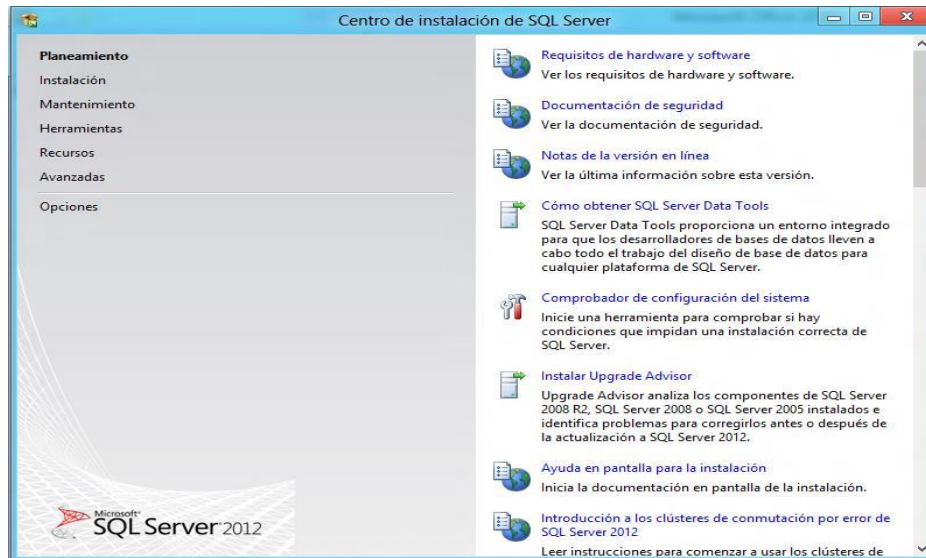 Centro de instalación de SQL Server
Planeamiento
Instalación
Mantenimiento
Herramientas
Recursos
Avanzadas
Opciones
Microsoft
SQL Server 2012
Requisitos de hardware y software
Ver los requisitos de hardware y software.
Documentación de seguridad
Ver la documentación de seguridad.
Notas de la versión en línea
Ver la última información sobre esta versión.
Cómo obtener SQL Server Data Tools
SQL Server Data Tools proporciona un entorno integrado
para que los desarrolladores de bases de datos lleven a
cabo todo el trabajo del diseño de base de datos para
cualquier plataforma de SQL Server.
Comprobador de configuración del sistema
Inicie una herramienta para comprobar si hay
condiciones que impidan una instalación correcta de
SQL Server.
Instalar Upgrade Advisor
Upgrade Advisor analiza los componentes de SQL Server
2008 R2, SQL Server 2008 o SQL Server 2005 instalados e
identifica problemas para corregirlos antes o después de
la actualización a SQL Server 2012.
Ayuda en pantalla para la instalación
Inicia la documentación en pantalla de la instalación.
Introducción a los clústeres de conmutación por error de
SQL Server 2012
Leer instrucciones para comenzar a usar los clústeres de